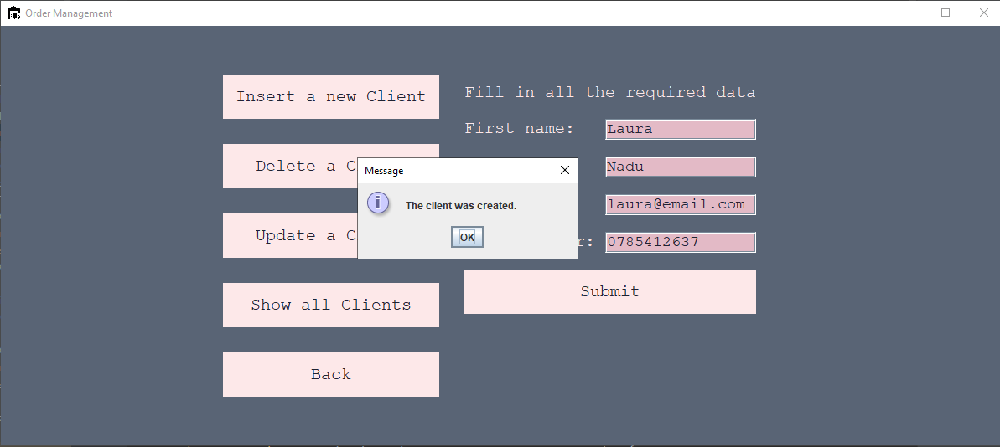 Order Management
Insert a new Client
Delete a C
Update a C
Show all Clients
Back
Fill in all the required data
First name: Laura
Nadu
laura@email.com
r: 0785412637
Submit
Message
The client was created.
OK